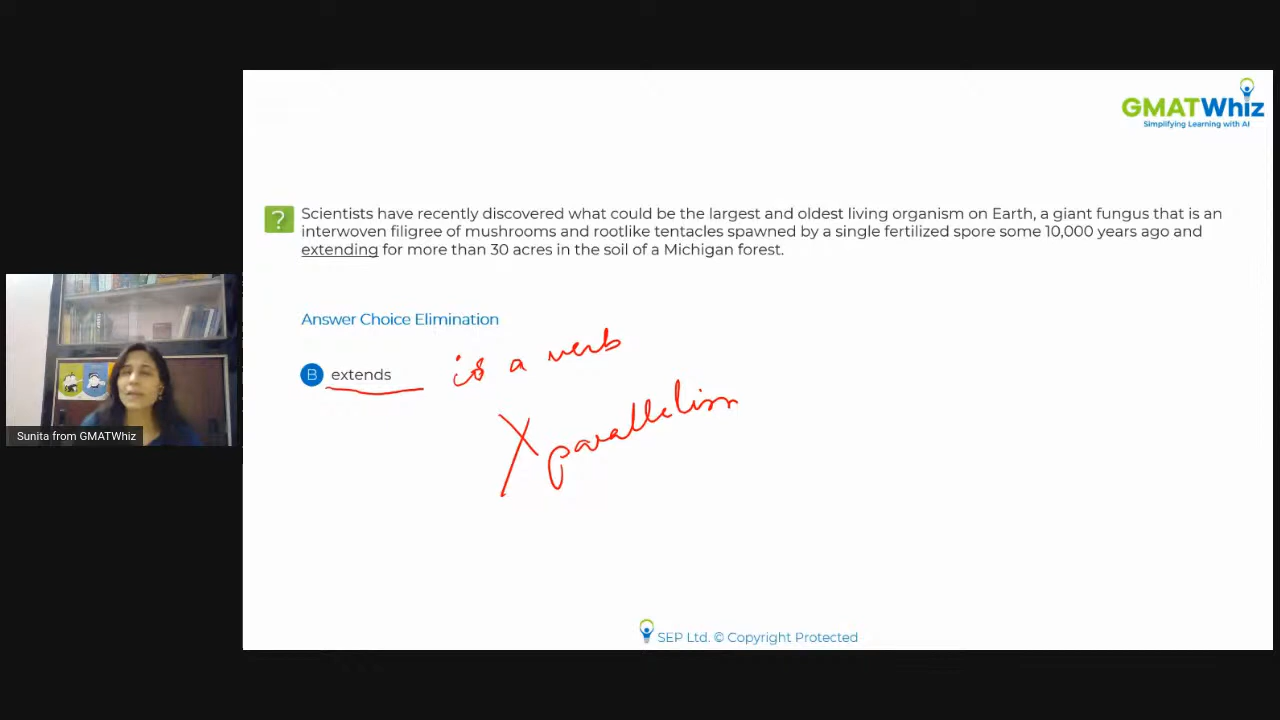 GMATWhiz
Simplifying Learning with AI
? Scientists have recently discovered what could be the largest and oldest living organism on Earth, a giant fungus that is an
interwoven filigree of mushrooms and rootlike tentacles spawned by a single fertilized spore some 10,000 years ago and
extending for more than 30 acres in the soil of a Michigan forest.
Answer Choice Elimination
B extends is a verb
X parallelism
Sunita from GMATWhiz
SEP Ltd. © Copyright Protected